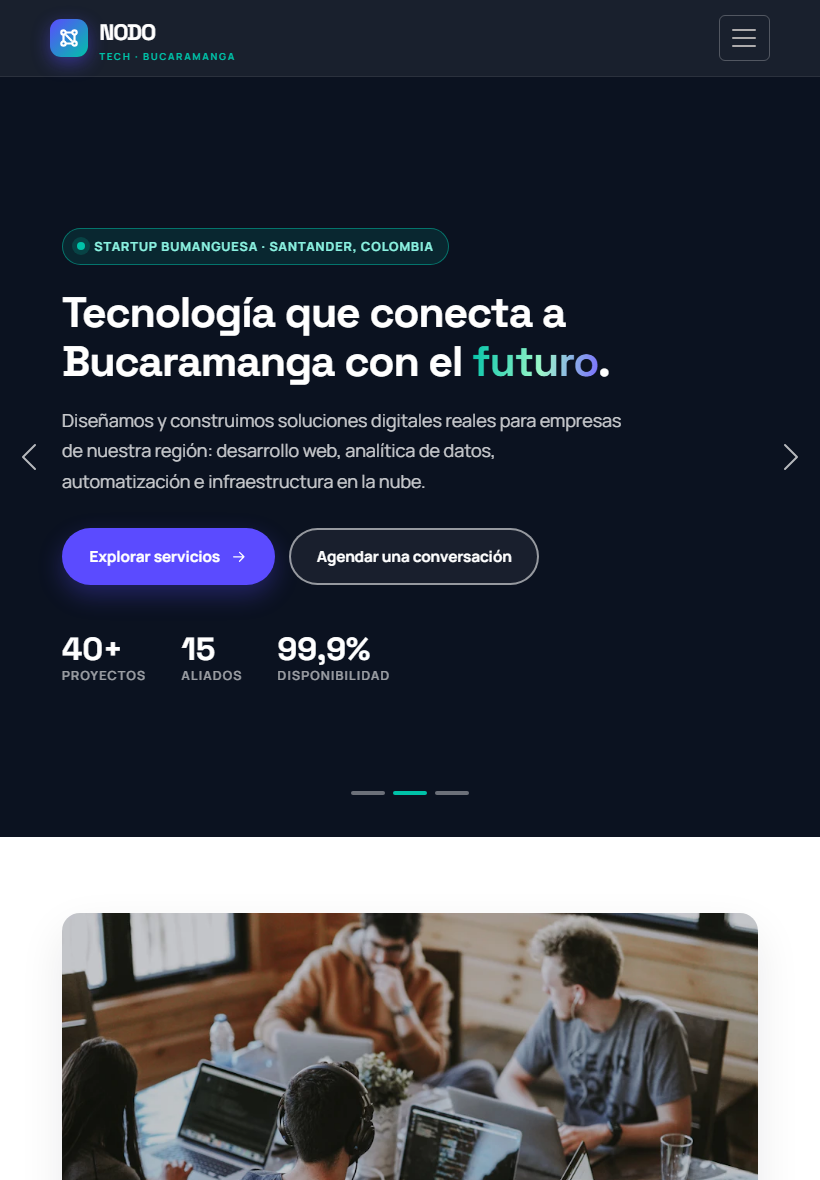 NODO
TECH · BUCARAMANGA
STARTUP BUMANGUESA · SANTANDER, COLOMBIA
Tecnología que conecta a
Bucaramanga con el futuro.
Diseñamos y construimos soluciones digitales reales para empresas
de nuestra región: desarrollo web, analítica de datos,
automatización e infraestructura en la nube.
Explorar servicios →
Agendar una conversación
40+ 15 99,9%
PROYECTOS ALIADOS DISPONIBILIDAD